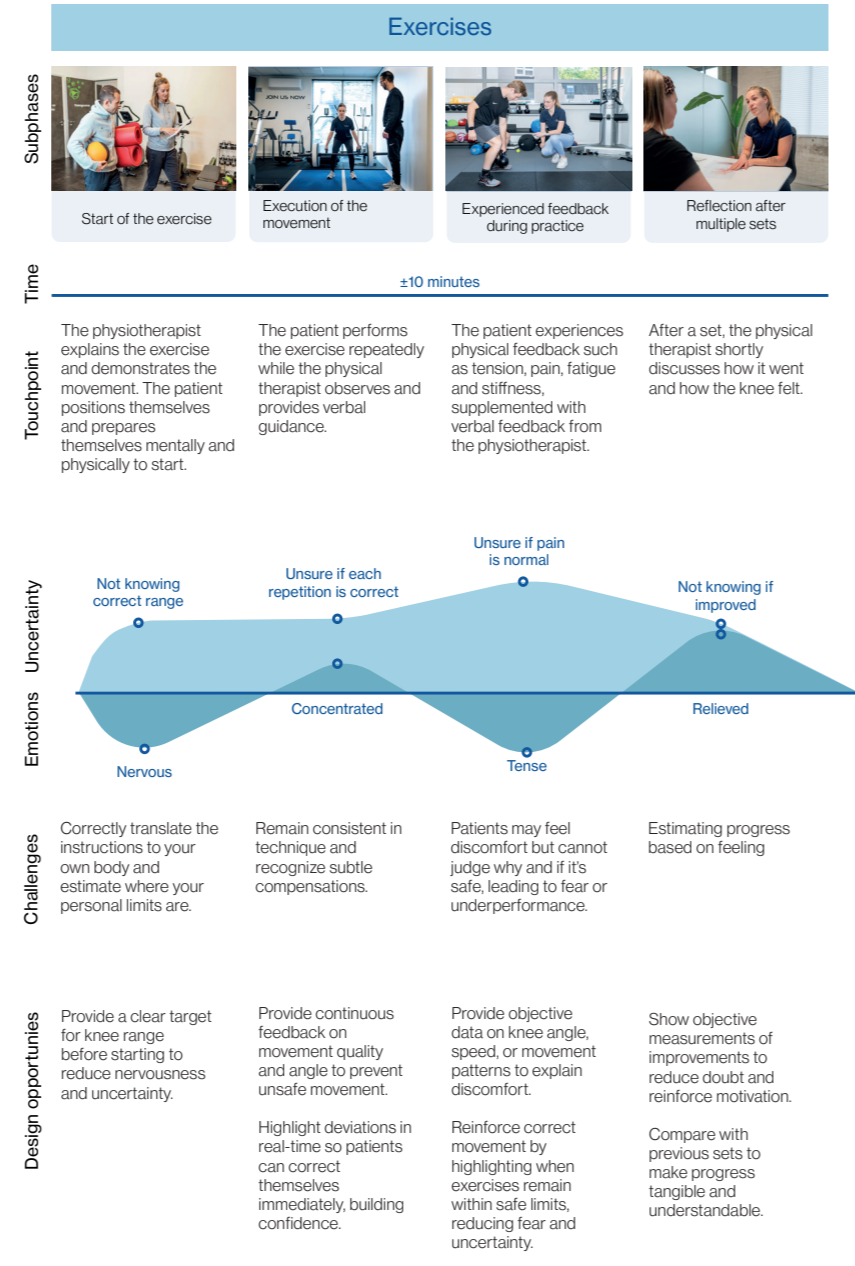 Exercises
Subphases
JOIN US NOW
Start of the exercise
Execution of the
movement
Experienced feedback
during practice
Reflection after
multiple sets
Time
±10 minutes
Touchpoint
The physiotherapist
explains the exercise
and demonstrates the
movement. The patient
positions themselves
and prepares
themselves mentally and
physically to start.
The patient performs
the exercise repeatedly
while the physical
therapist observes and
provides verbal
guidance.
The patient experiences
physical feedback such
as tension, pain, fatigue
and stiffness,
supplemented with
verbal feedback from
the physiotherapist.
After a set, the physical
therapist shortly
discusses how it went
and how the knee felt.
Uncertainty
Not knowing
correct range
Unsure if each
repetition is correct
Unsure if pain
is normal
Not knowing if
improved
Emotions
Nervous
Concentrated
Tense
Relieved
Challenges
Correctly translate the
instructions to your
own body and
estimate where your
personal limits are.
Remain consistent in
technique and
recognize subtle
compensations.
Patients may feel
discomfort but cannot
judge why and if it's
safe, leading to fear or
underperformance.
Estimating progress
based on feeling
Design opportunies
Provide a clear target
for knee range
before starting to
reduce nervousness
and uncertainty.
Provide continuous
feedback on
movement quality
and angle to prevent
unsafe movement.
Highlight deviations in
real-time so patients
can correct
themselves
immediately, building
confidence.
Provide objective
data on knee angle,
speed, or movement
patterns to explain
discomfort.
Reinforce correct
movement by
highlighting when
exercises remain
within safe limits,
reducing fear and
uncertainty.
Show objective
measurements of
improvements to
reduce doubt and
reinforce motivation.
Compare with
previous sets to
make progress
tangible and
understandable.